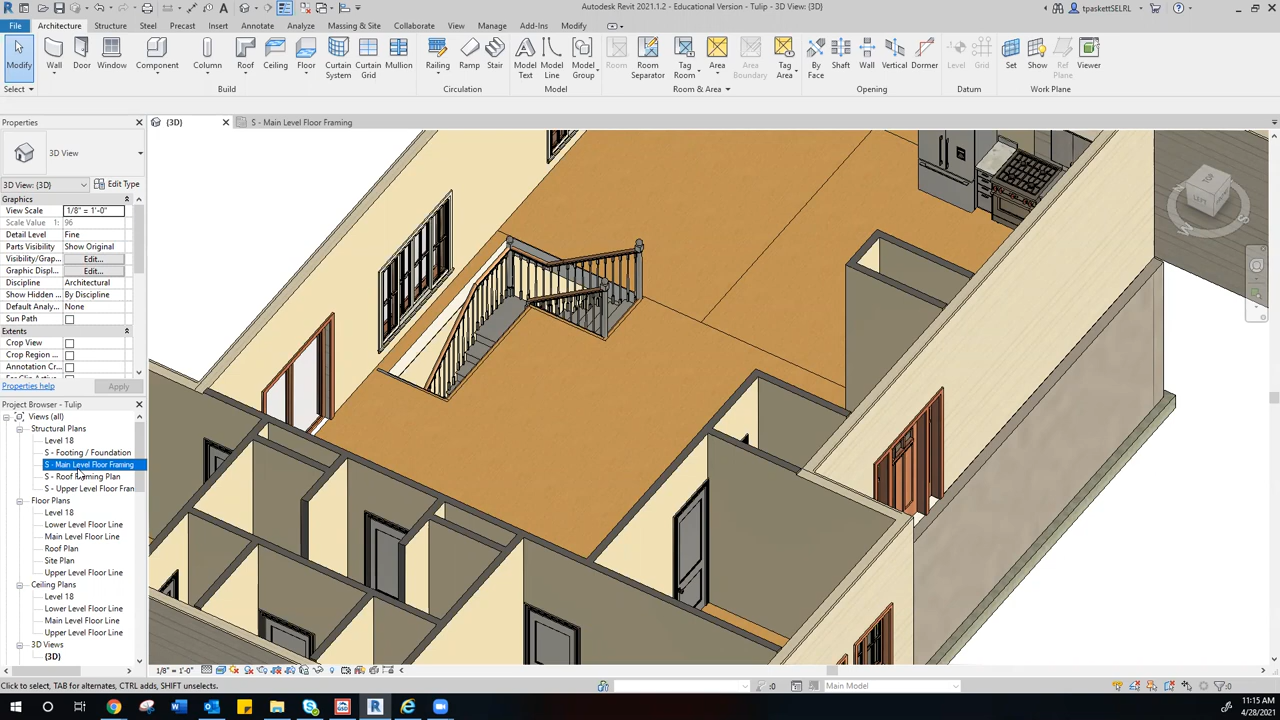 Autodesk Revit 2021.1.2 - Educational Version - Tulip - 3D View: {3D}
tpaskettSELRL
File Architecture Structure Steel Precast Systems Insert Annotate Analyze Massing & Site Collaborate View Manage Add-Ins Modify
Modify Wall Door Window Component Column Roof Ceiling Floor Curtain System Curtain Grid Mullion Railing Ramp Stair Model Text Model Line Model Group Room Room Separator Tag Room Area Area Boundary Tag Area By Face Shaft Wall Vertical Dormer Level Grid Set Show Ref Plane Viewer
Select Build Circulation Model Room & Area Opening Datum Work Plane
Properties
{3D}
S - Main Level Floor Framing
3D View
3D View: {3D} Edit Type
Graphics
View Scale 1/8" = 1'-0"
Scale Value 1: 96
Detail Level Fine
Parts Visibility Show Original
Visibility/Grap... Edit...
Graphic Displ... Edit...
Discipline Architectural
Show Hidden By Discipline
Default Analy... None
Sun Path
Extents
Crop View
Crop Region
Annotation Cr...
Properties help Apply
Project Browser - Tulip
Views (all)
Structural Plans
Level 18
S - Footing / Foundation
S - Main Level Floor Framing
S - Roof Framing Plan
S - Upper Level Floor Fran
Floor Plans
Level 18
Lower Level Floor Line
Main Level Floor Line
Roof Plan
Site Plan
Upper Level Floor Line
Ceiling Plans
Level 18
Lower Level Floor Line
Main Level Floor Line
Upper Level Floor Line
3D Views
{3D}
1/8" = 1'-0"
TOP
Click to select, TAB for alternates, CTRL adds, SHIFT unselects.
:0
Main Model
:0
11:15 AM
4/28/2021